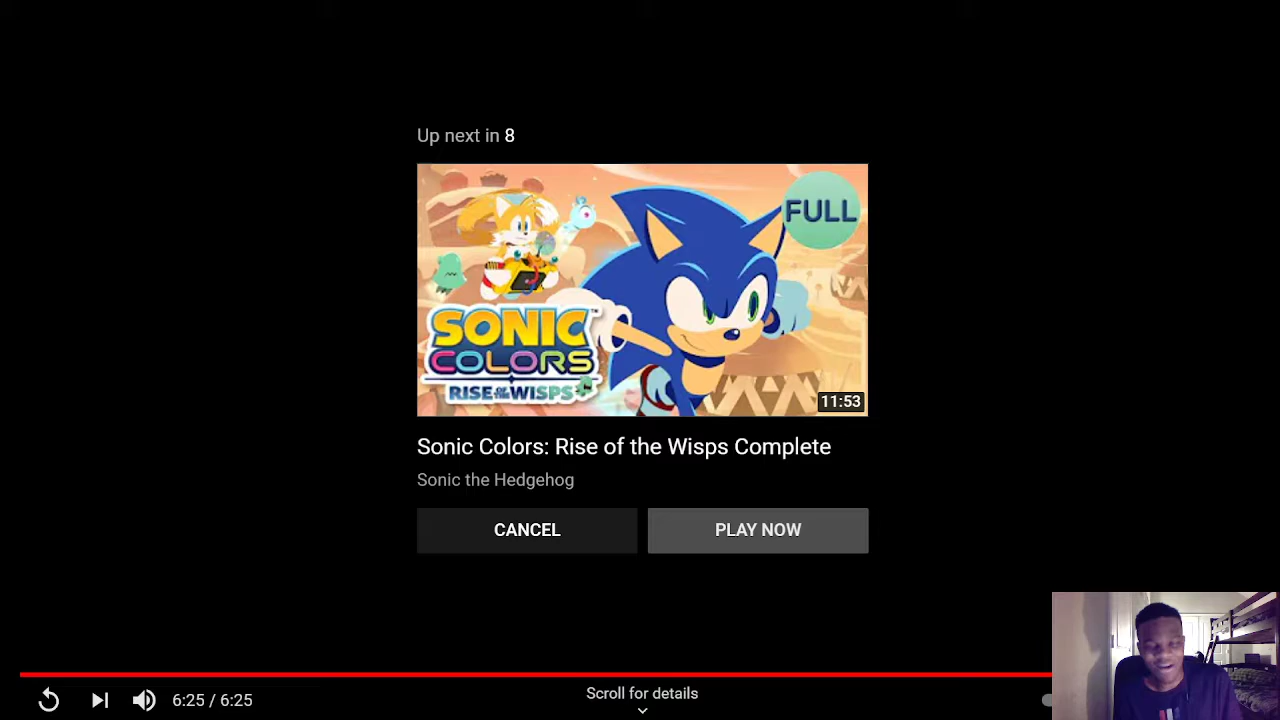 Up next in 8
FULL
SONIC
COLORS
RISE OF THE WISPS
11:53
Sonic Colors: Rise of the Wisps Complete
Sonic the Hedgehog
CANCEL
PLAY NOW
6:25 / 6:25
Scroll for details